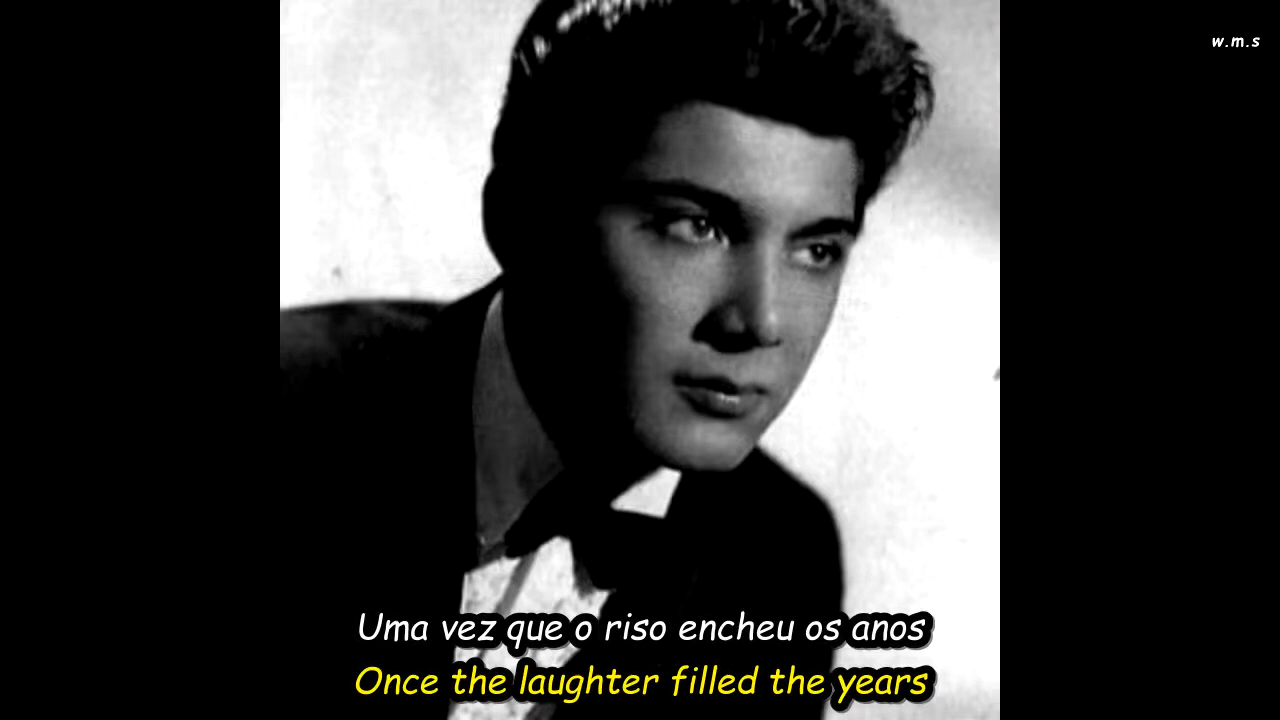 w.m.s
Uma vez que o riso encheu os anos
Once the laughter filled the years